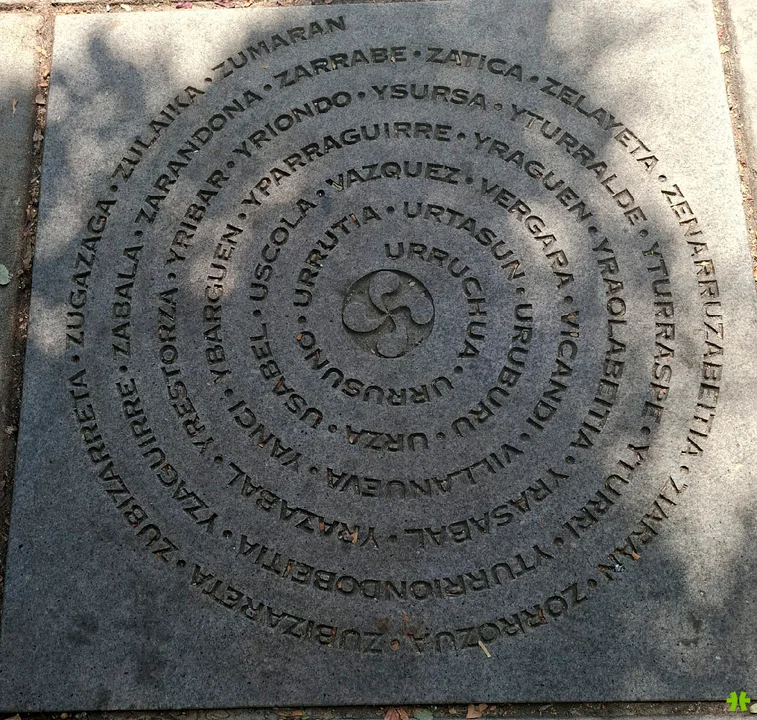 URRUCHUA • URRUSUNO • URRUTIA • URTASUN • URUBURU • URZA • USABEL • USCOLA • VAZQUEZ • VERGARA • VICANDI • VILLANUEVA • YANCI • YBARGUEN • YPARRAGUIRRE • YRAGUEN • YRAOLABEITIA • YRASABAL • YRAZABAL • YRESTORZA • YRIBAR • YRIONDO • YSURSA • YTURRALDE • YTURRASPE • YTURRI • YTURRIONDOBEITIA • YZAGUIRRE • ZABALA • ZARANDONA • ZARRABE • ZATICA • ZELAYETA • ZENARRUZABEITIA • ZIARAN • ZORROZUA • ZUBIZARETA • ZUBIZARRETA • ZUGAZAGA • ZULAIKA • ZUMARAN